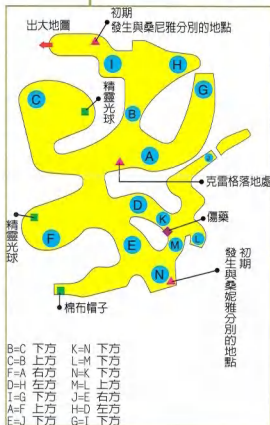 初期
發生與桑尼雅分別的地點
出大地圖
I
H
G
C
B
精靈光球
A
克雷格落地處
D
K
傷藥
精靈光球
F
E
M
L
N
初期
發生與桑妮雅分別的地點
棉布帽子
B=C 下方 K=N 下方
C=B 上方 L=M 下方
F=A 右方 N=K 下方
D=H 左方 M=L 上方
I=G 下方 J=E 右方
A=F 上方 H=D 左方
E=J 下方 G=I 下方